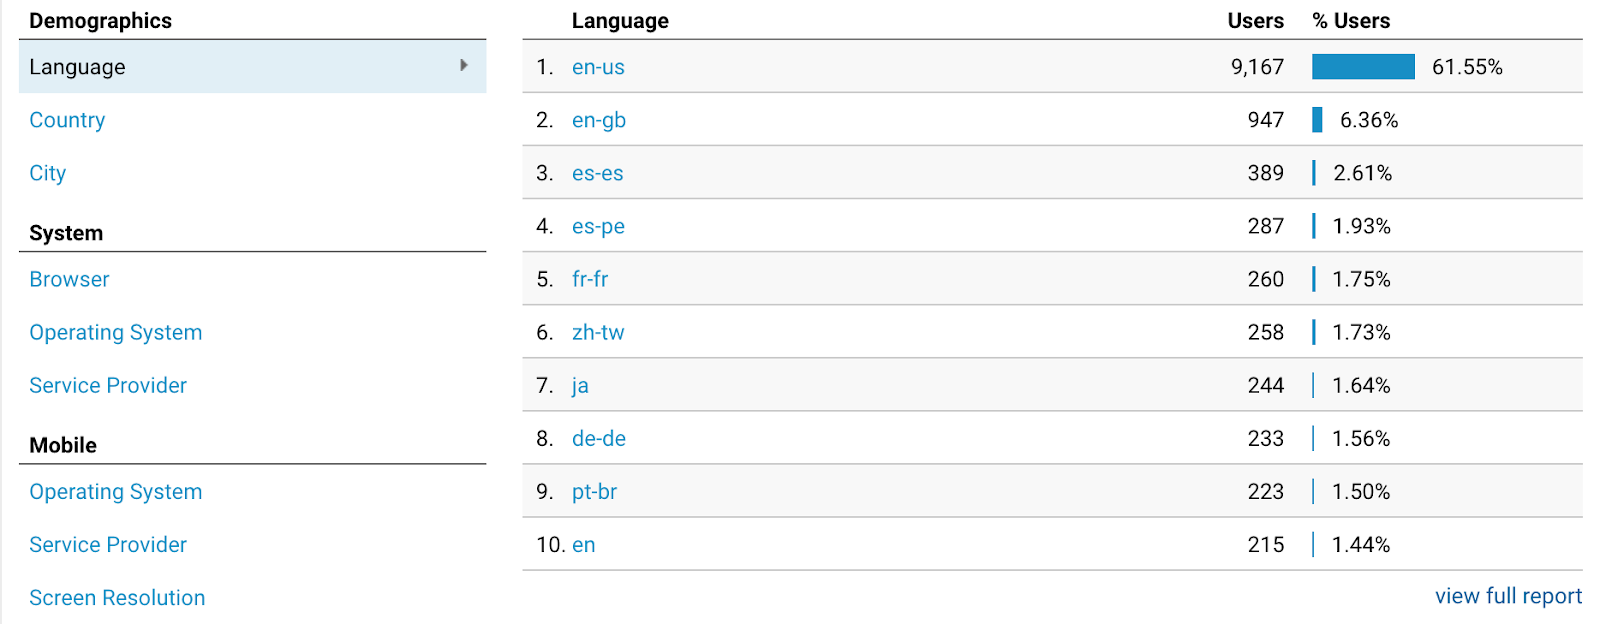 Demographics
Language
Country
City
System
Browser
Operating System
Service Provider
Mobile
Operating System
Service Provider
Screen Resolution
Language Users % Users
1. en-us 9,167 61.55%
2. en-gb 947 6.36%
3. es-es 389 2.61%
4. es-pe 287 1.93%
5. fr-fr 260 1.75%
6. zh-tw 258 1.73%
7. ja 244 1.64%
8. de-de 233 1.56%
9. pt-br 223 1.50%
10. en 215 1.44%
view full report